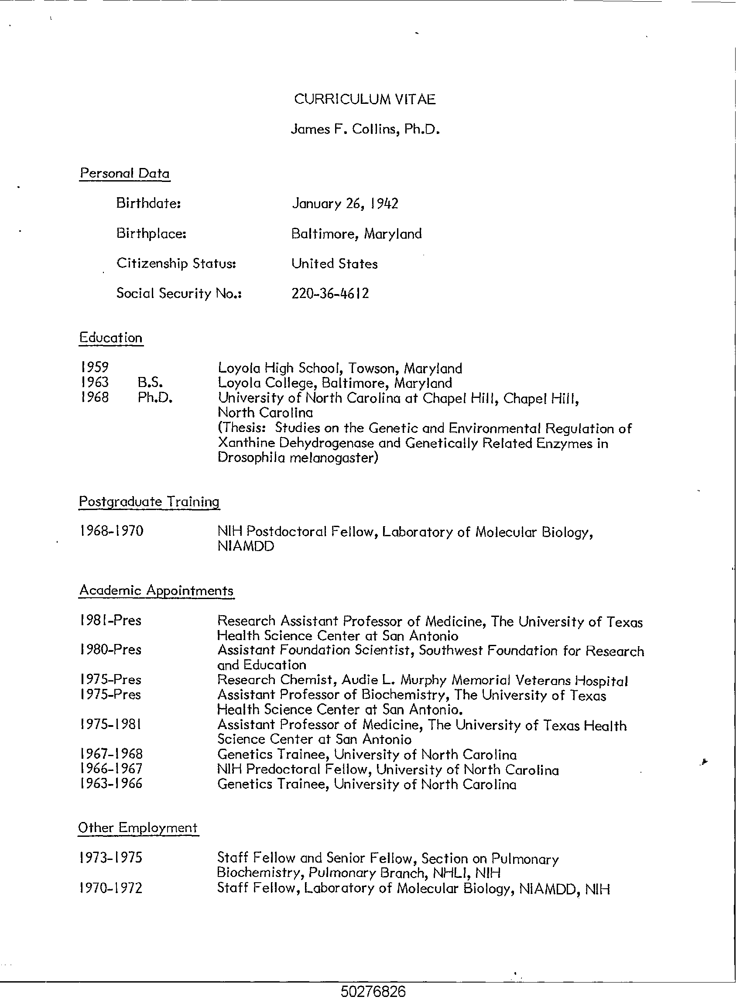 CURRICULUM VITAE
James F. Collins, Ph.D.
Personal Data
Birthdate: January 26, 1942
Birthplace: Baltimore, Maryland
Citizenship Status: United States
Social Security No.: 220-36-4612
Education
1959 Loyola High School, Towson, Maryland
1963 B.S. Loyola College, Baltimore, Maryland
1968 Ph.D. University of North Carolina at Chapel Hill, Chapel Hill,
North Carolina
(Thesis: Studies on the Genetic and Environmental Regulation of
Xanthine Dehydrogenase and Genetically Related Enzymes in
Drosophila melanogaster)
Postgraduate Training
1968-1970 NIH Postdoctoral Fellow, Laboratory of Molecular Biology,
NIAMDD
Academic Appointments
1981-Pres Research Assistant Professor of Medicine, The University of Texas
Health Science Center at San Antonio
1980-Pres Assistant Foundation Scientist, Southwest Foundation for Research
and Education
1975-Pres Research Chemist, Audie L. Murphy Memorial Veterans Hospital
1975-Pres Assistant Professor of Biochemistry, The University of Texas
Health Science Center at San Antonio.
1975-1981 Assistant Professor of Medicine, The University of Texas Health
Science Center at San Antonio
1967-1968 Genetics Trainee, University of North Carolina
1966-1967 NIH Predoctoral Fellow, University of North Carolina
1963-1966 Genetics Trainee, University of North Carolina
Other Employment
1973-1975 Staff Fellow and Senior Fellow, Section on Pulmonary
Biochemistry, Pulmonary Branch, NHLI, NIH
1970-1972 Staff Fellow, Laboratory of Molecular Biology, NIAMDD, NIH
50276826